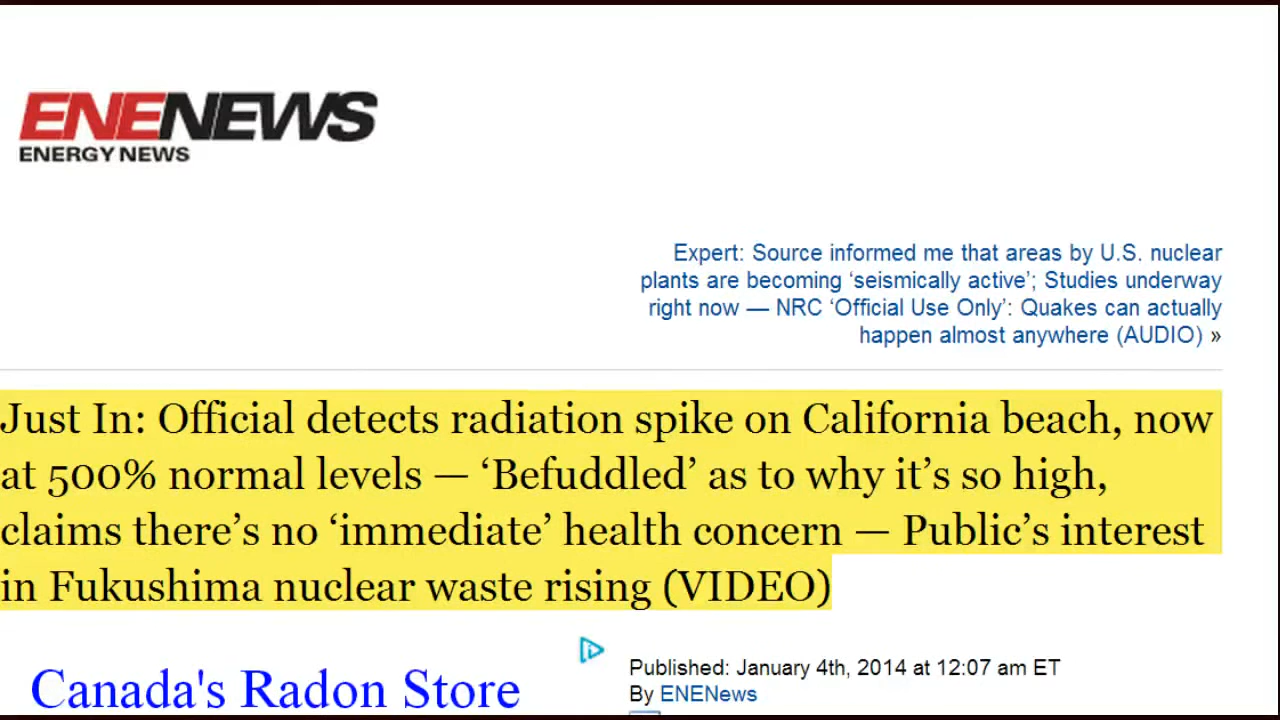 ENENEWS
ENERGY NEWS
Expert: Source informed me that areas by U.S. nuclear
plants are becoming ‘seismically active’; Studies underway
right now — NRC ‘Official Use Only’: Quakes can actually
happen almost anywhere (AUDIO) »
Just In: Official detects radiation spike on California beach, now
at 500% normal levels — ‘Befuddled’ as to why it’s so high,
claims there’s no ‘immediate’ health concern — Public’s interest
in Fukushima nuclear waste rising (VIDEO)
Canada's Radon Store
Published: January 4th, 2014 at 12:07 am ET
By ENENews